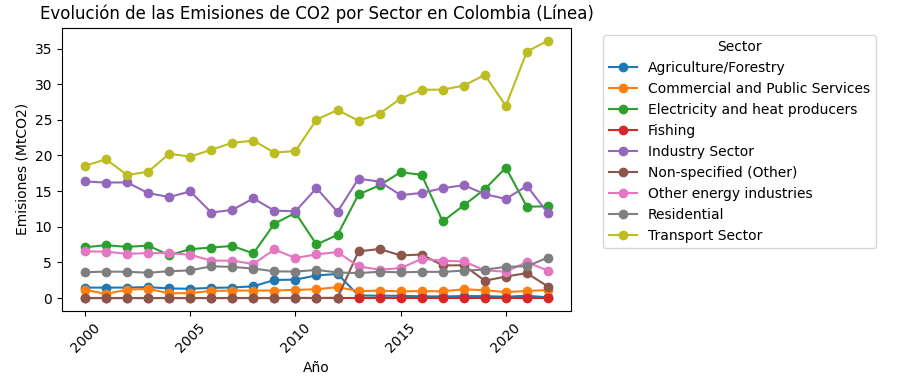 Evolución de las Emisiones de CO2 por Sector en Colombia (Línea)
Emisiones (MtCO2)
35
30
25
20
15
10
5
0
2000
2005
2010
2015
2020
Año
Sector
Agriculture/Forestry
Commercial and Public Services
Electricity and heat producers
Fishing
Industry Sector
Non-specified (Other)
Other energy industries
Residential
Transport Sector